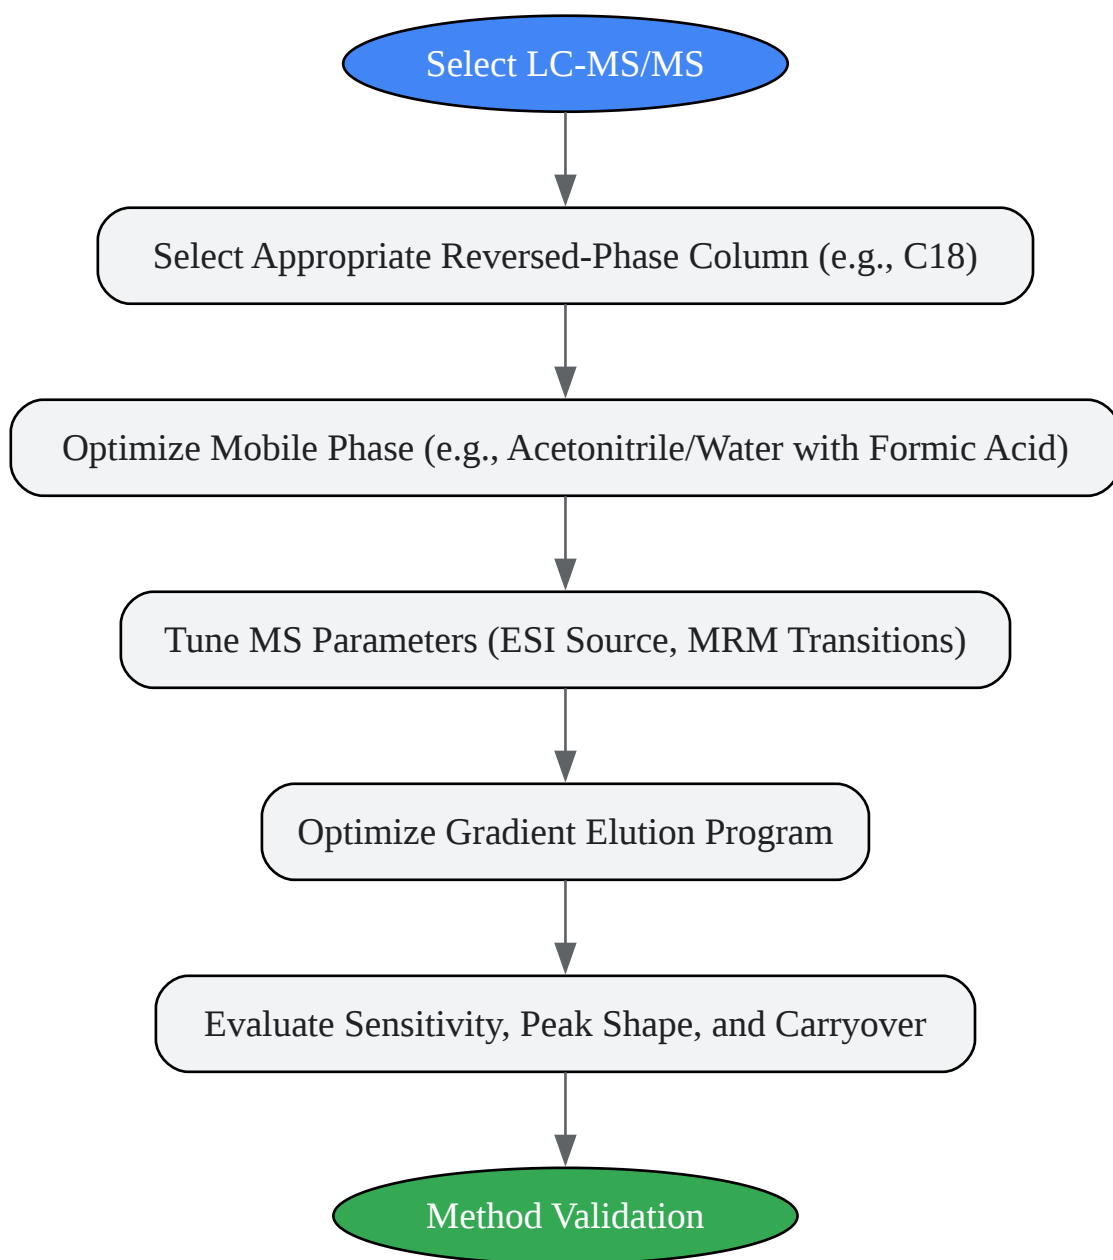 Select LC-MS/MS
Select Appropriate Reversed-Phase Column (e.g., C18)
Optimize Mobile Phase (e.g., Acetonitrile/Water with Formic Acid)
Tune MS Parameters (ESI Source, MRM Transitions)
Optimize Gradient Elution Program
Evaluate Sensitivity, Peak Shape, and Carryover
Method Validation